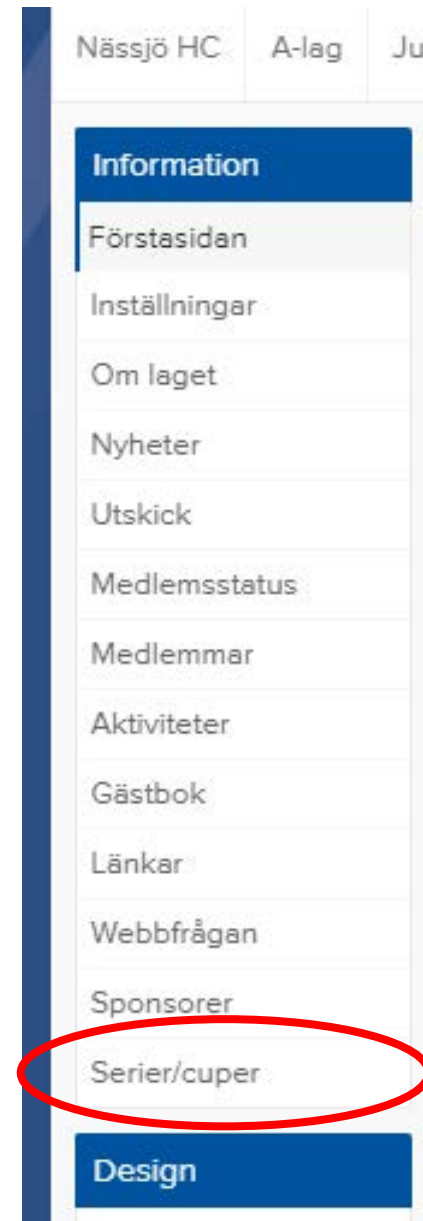 Nässjö HC A-lag Ju
Information
Förstasidan
Inställningar
Om laget
Nyheter
Utskick
Medlemsstatus
Medlemmar
Aktiviteter
Gästbok
Länkar
Webbfrågan
Sponsorer
Serier/cuper
Design